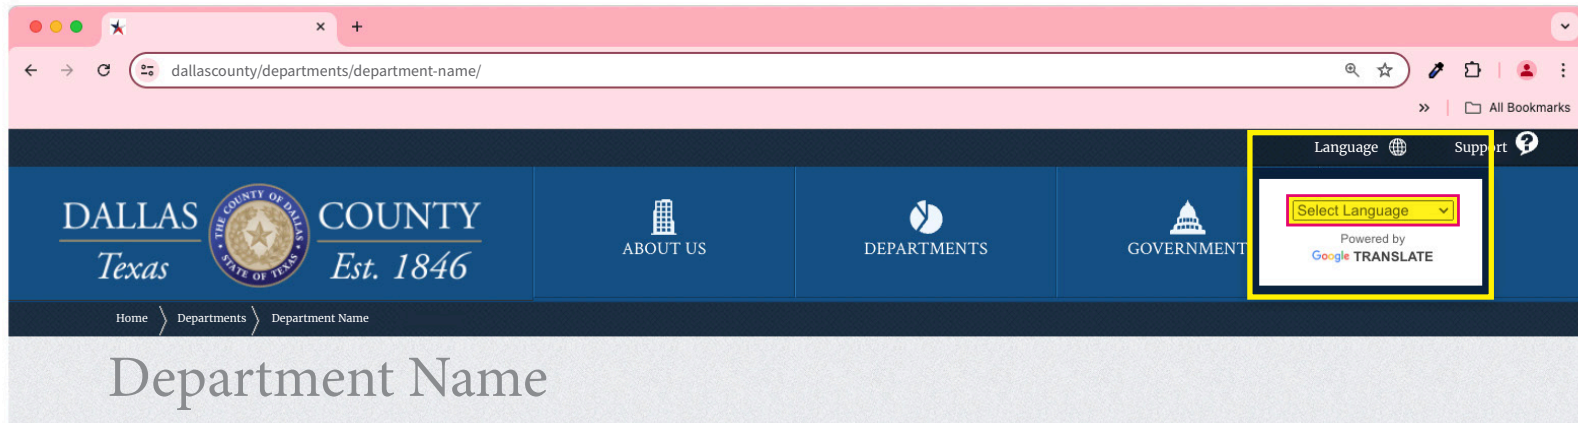 dallascounty/departments/department-name/
All Bookmarks
Language
Support
DALLAS COUNTY
Texas Est. 1846
THE COUNTY OF DALLAS
STATE OF TEXAS
ABOUT US
DEPARTMENTS
GOVERNMENT
Select Language
Powered by
Google TRANSLATE
Home
Departments
Department Name
Department Name